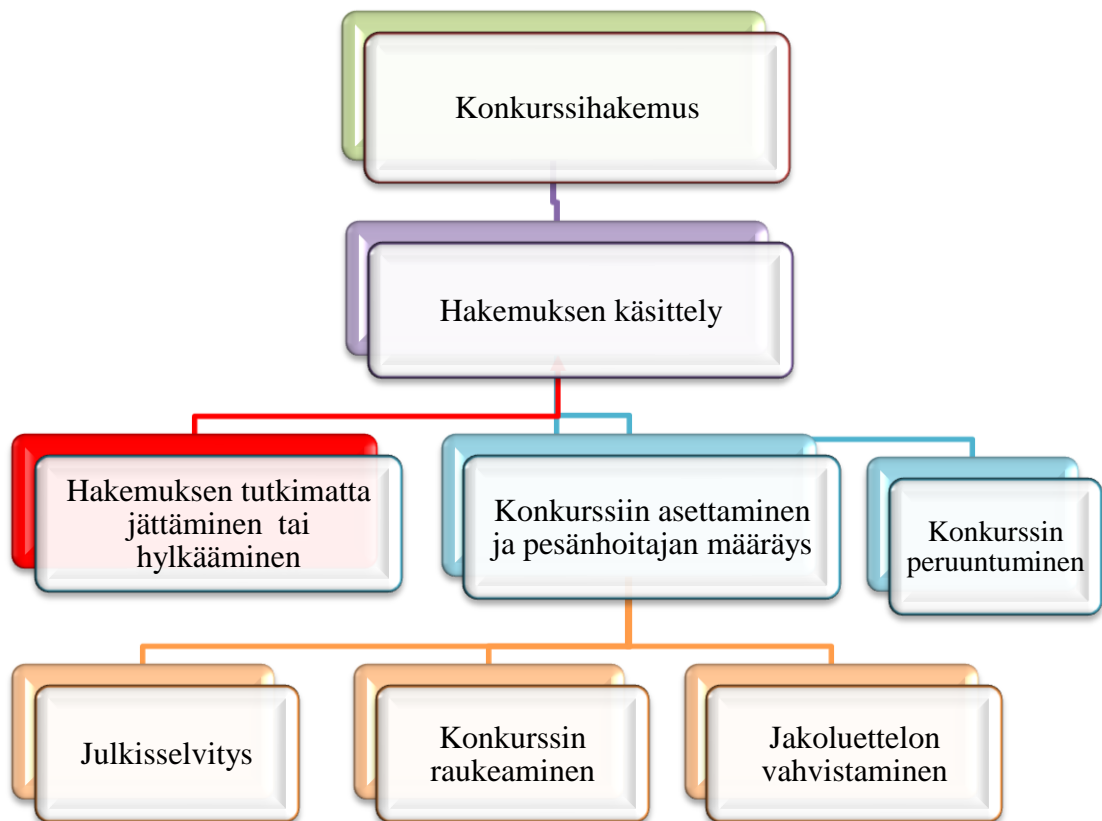 Konkurssihakemus
Hakemuksen käsittely
Hakemuksen tutkimatta
jättäminen tai
hylkääminen
Konkurssiin asettaminen
ja pesänhoitajan määräys
Konkurssin
peruuntuminen
Julkisselvitys
Konkurssin
raukeaminen
Jakoluettelon
vahvistaminen